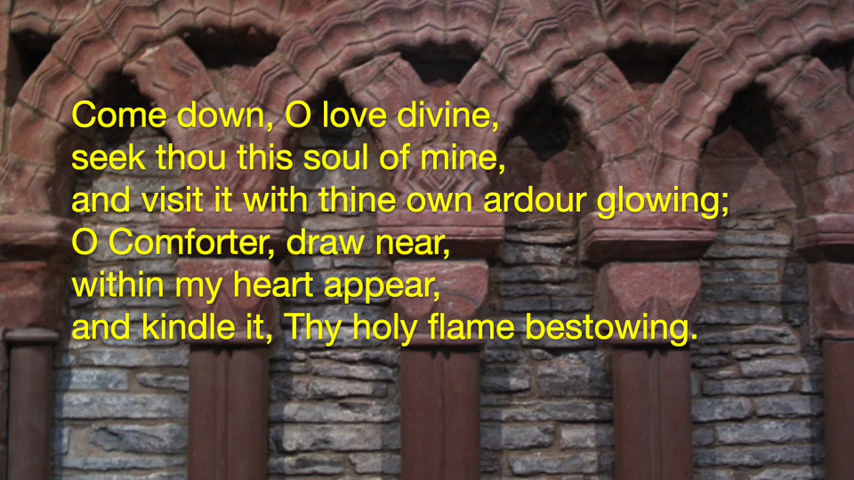 Come down, O love divine,
seek thou this soul of mine,
and visit it with thine own ardour glowing;
O Comforter, draw near,
within my heart appear,
and kindle it, Thy holy flame bestowing.